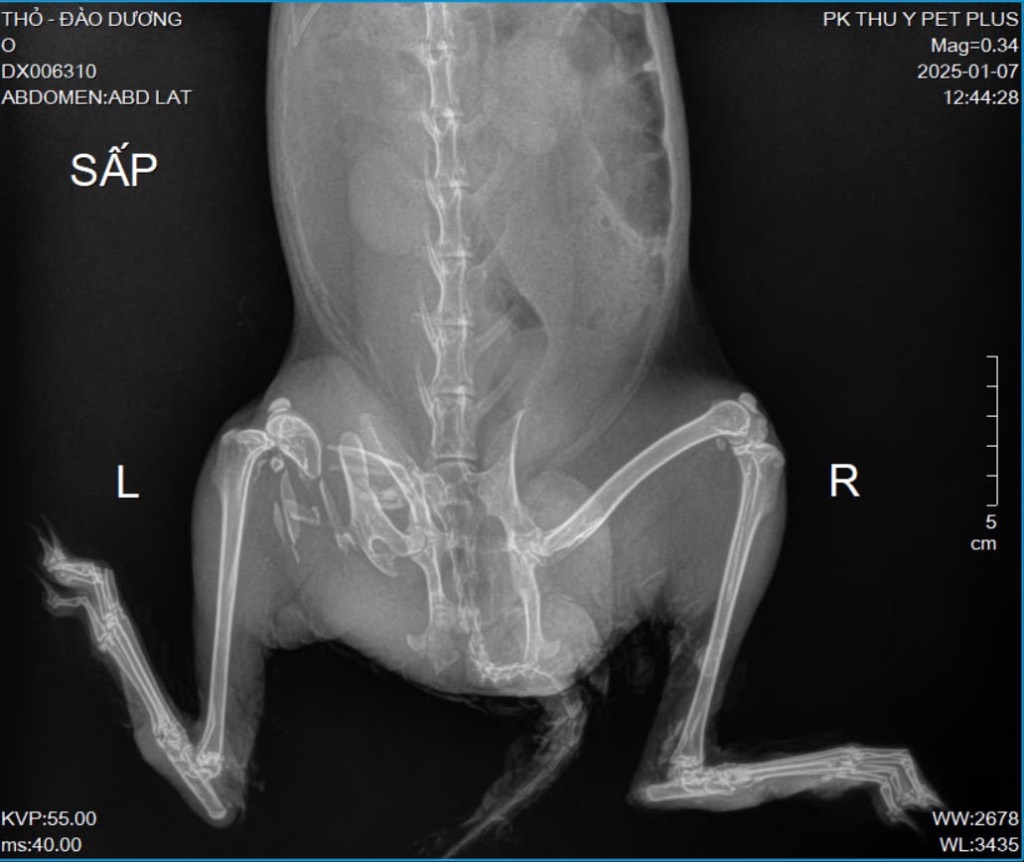 THỎ - ĐÀO DƯƠNG
O
DX006310
ABDOMEN:ABD LAT
PK THU Y PET PLUS
Mag=0.34
2025-01-07
12:44:28
SẤP
L
R
5
cm
KVP:55.00
ms:40.00
WW:2678
WL:3435